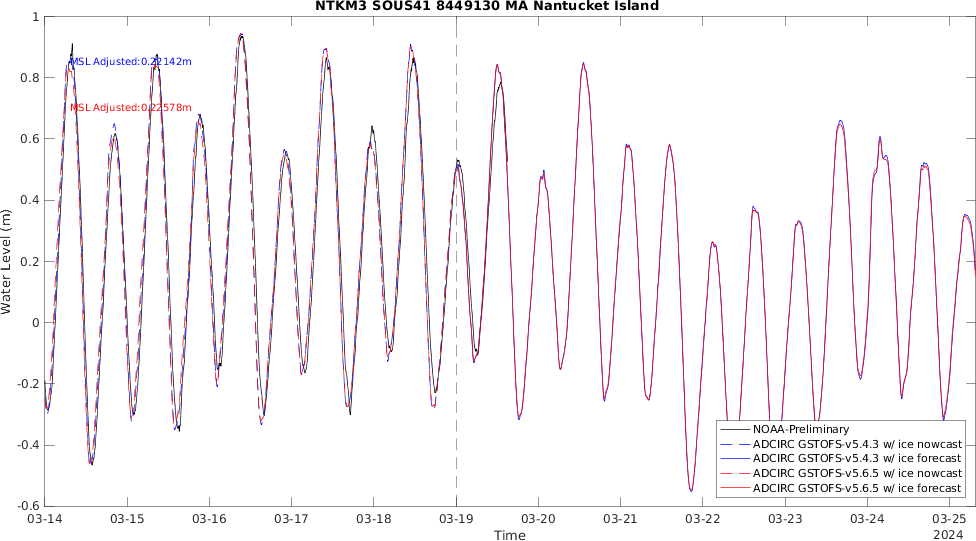 NTKM3 SOUS41 8449130 MA Nantucket Island
Water Level (m)
1
0.8
0.6
0.4
0.2
0
-0.2
-0.4
-0.6
MSL Adjusted:0.22142m
MSL Adjusted:0.22578m
NOAA-Preliminary
ADCIRC GSTOFS-v5.4.3 w/ ice nowcast
ADCIRC GSTOFS-v5.4.3 w/ ice forecast
ADCIRC GSTOFS-v5.6.5 w/ ice nowcast
ADCIRC GSTOFS-v5.6.5 w/ ice forecast
03-14 03-15 03-16 03-17 03-18 03-19 03-20 03-21 03-22 03-23 03-24 03-25
Time
2024